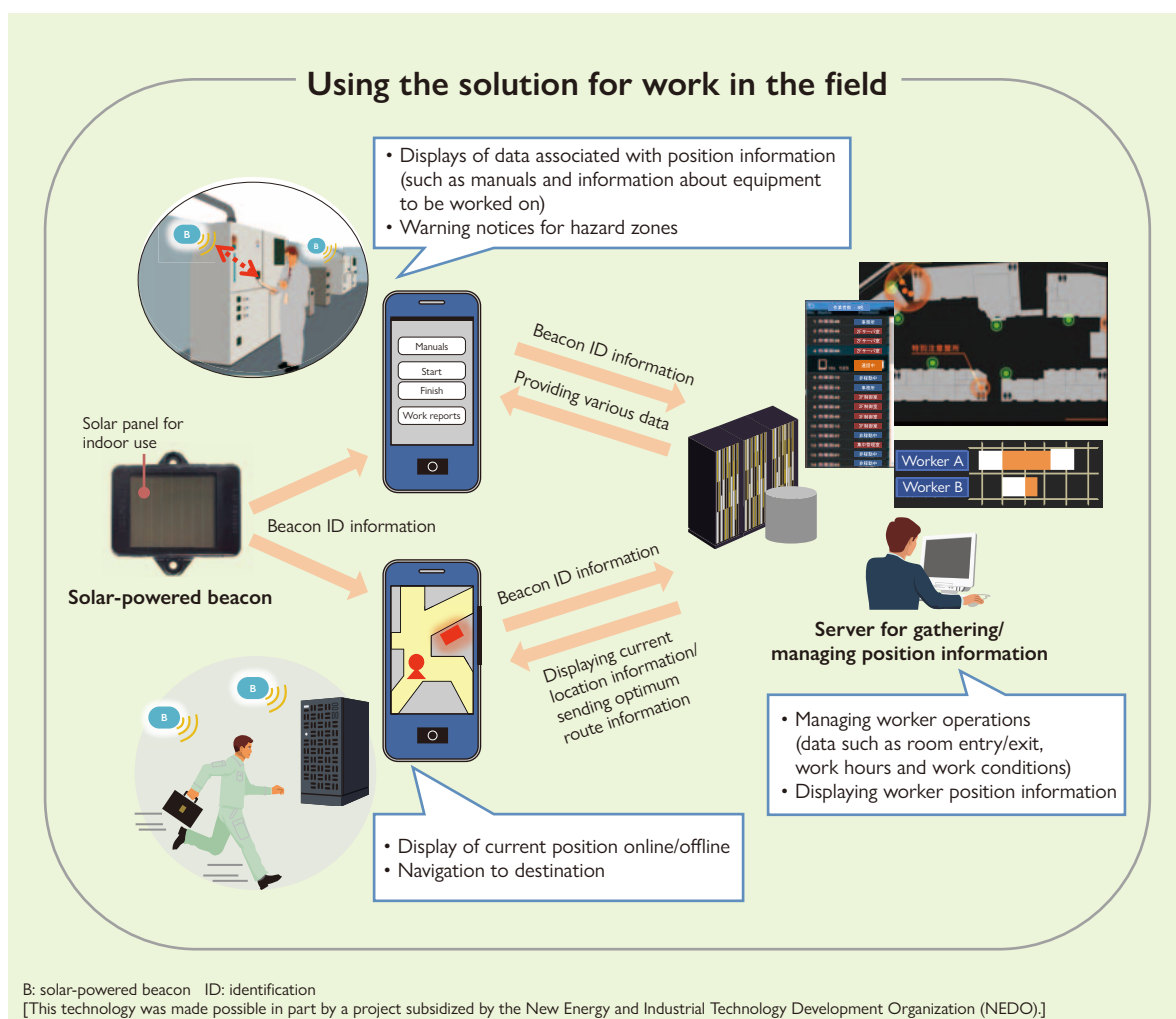 Using the solution for work in the field
• Displays of data associated with position information
(such as manuals and information about equipment
to be worked on)
• Warning notices for hazard zones
B
B
Manuals
Start
Finish
Work reports
Beacon ID information
Providing various data
特別注意箇所
Worker A
Worker B
Solar panel for
indoor use
Beacon ID information
Solar-powered beacon
Beacon ID information
Displaying current
location information/
sending optimum
route information
Server for gathering/
managing position information
• Managing worker operations
(data such as room entry/exit,
work hours and work conditions)
• Displaying worker position information
B
B
• Display of current position online/offline
• Navigation to destination
B: solar-powered beacon ID: identification
[This technology was made possible in part by a project subsidized by the New Energy and Industrial Technology Development Organization (NEDO).]